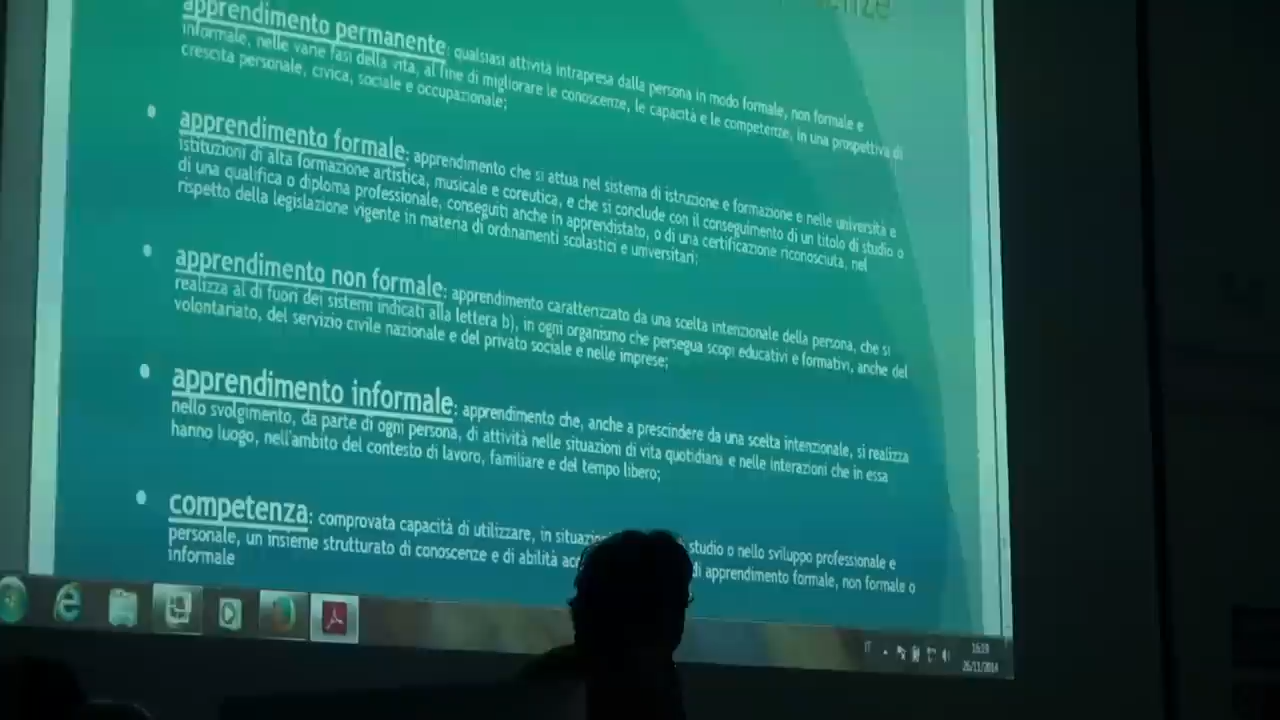 apprendimento permanente: qualsiasi attività intrapresa dalla persona in modo formale, non formale e
informale, nelle varie fasi della vita, al fine di migliorare le conoscenze, le capacità e le competenze, in una prospettiva di
crescita personale, civica, sociale e occupazionale;
• apprendimento formale: apprendimento che si attua nel sistema di istruzione e formazione e nelle università e
istituzioni di alta formazione artistica, musicale e coreutica, e che si conclude con il conseguimento di un titolo di studio o
di una qualifica o diploma professionale, conseguiti anche in apprendistato, o di una certificazione riconosciuta, nel
rispetto della legislazione vigente in materia di ordinamenti scolastici e universitari;
• apprendimento non formale: apprendimento caratterizzato da una scelta intenzionale della persona, che si
realizza al di fuori dei sistemi indicati alla lettera b), in ogni organismo che persegua scopi educativi e formativi, anche del
volontariato, del servizio civile nazionale e del privato sociale e nelle imprese;
• apprendimento informale: apprendimento che, anche a prescindere da una scelta intenzionale, si realizza
nello svolgimento, da parte di ogni persona, di attività nelle situazioni di vita quotidiana e nelle interazioni che in essa
hanno luogo, nell'ambito del contesto di lavoro, familiare e del tempo libero;
• competenza: comprovata capacità di utilizzare, in studio o nello sviluppo professionale e
personale, un insieme strutturato di conoscenze e di abilità di apprendimento formale, non formale o
informale
IT
26/11/2014